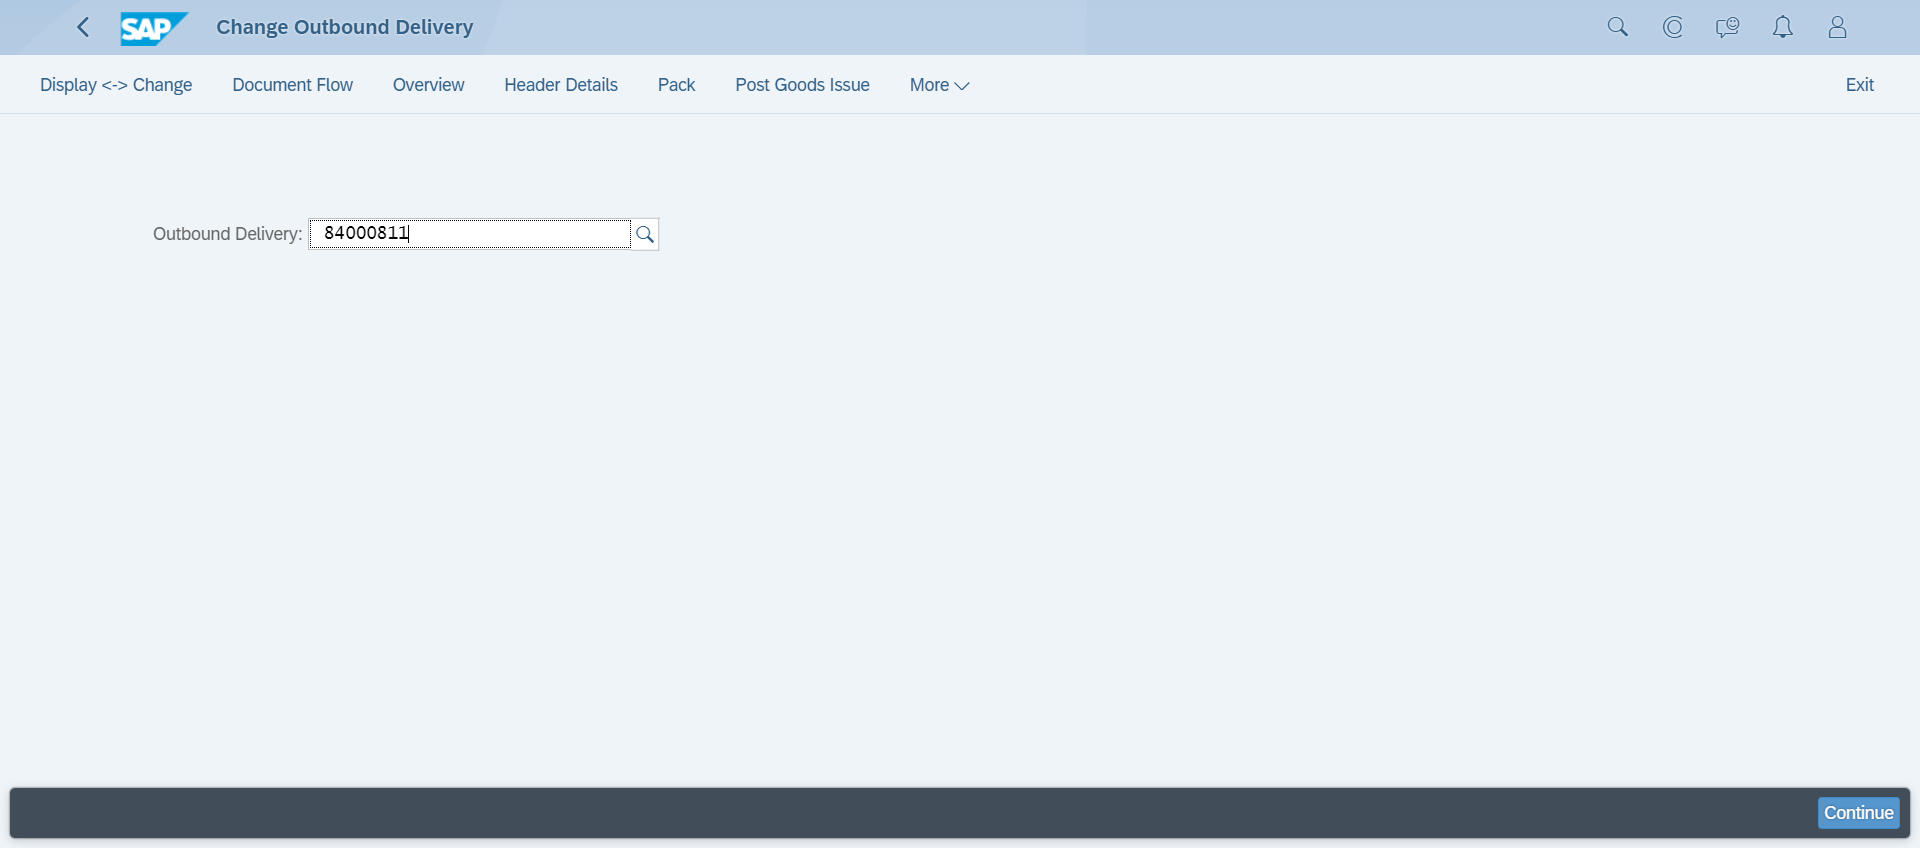 SAP Change Outbound Delivery
Display <-> Change Document Flow Overview Header Details Pack Post Goods Issue More Exit
Outbound Delivery: 84000811
Continue